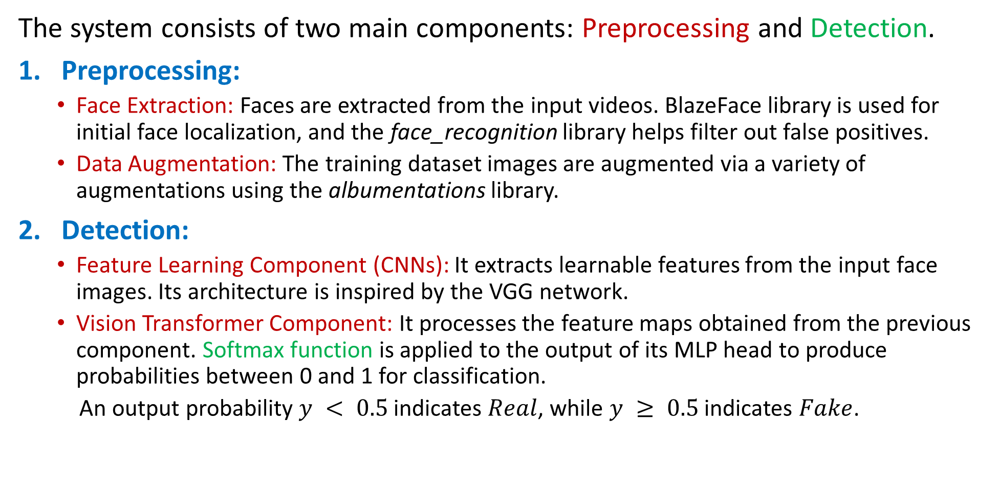 The system consists of two main components: Preprocessing and Detection.
1. Preprocessing:
• Face Extraction: Faces are extracted from the input videos. BlazeFace library is used for
initial face localization, and the face_recognition library helps filter out false positives.
• Data Augmentation: The training dataset images are augmented via a variety of
augmentations using the albumentations library.
2. Detection:
• Feature Learning Component (CNNs): It extracts learnable features from the input face
images. Its architecture is inspired by the VGG network.
• Vision Transformer Component: It processes the feature maps obtained from the previous
component. Softmax function is applied to the output of its MLP head to produce
probabilities between 0 and 1 for classification.
An output probability y < 0.5 indicates Real, while y ≥ 0.5 indicates Fake.